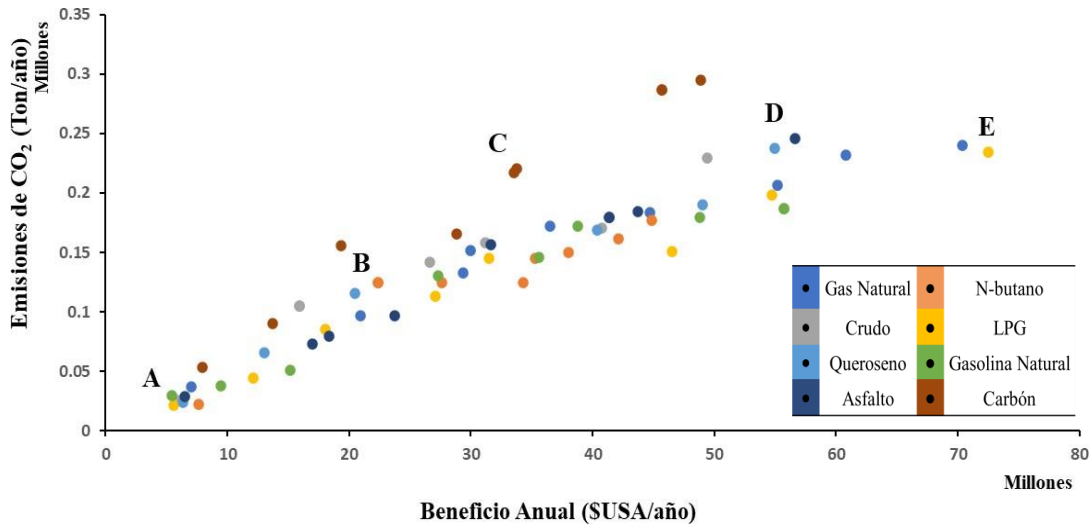 Emisiones de CO₂ (Ton/año)
Millones
0.35
0.3
0.25
0.2
0.15
0.1
0.05
0
A
B
C
D
E
Gas Natural
N-butano
Crudo
LPG
Queroseno
Gasolina Natural
Asfalto
Carbón
0 10 20 30 40 50 60 70 80
Millones
Beneficio Anual ($USA/año)